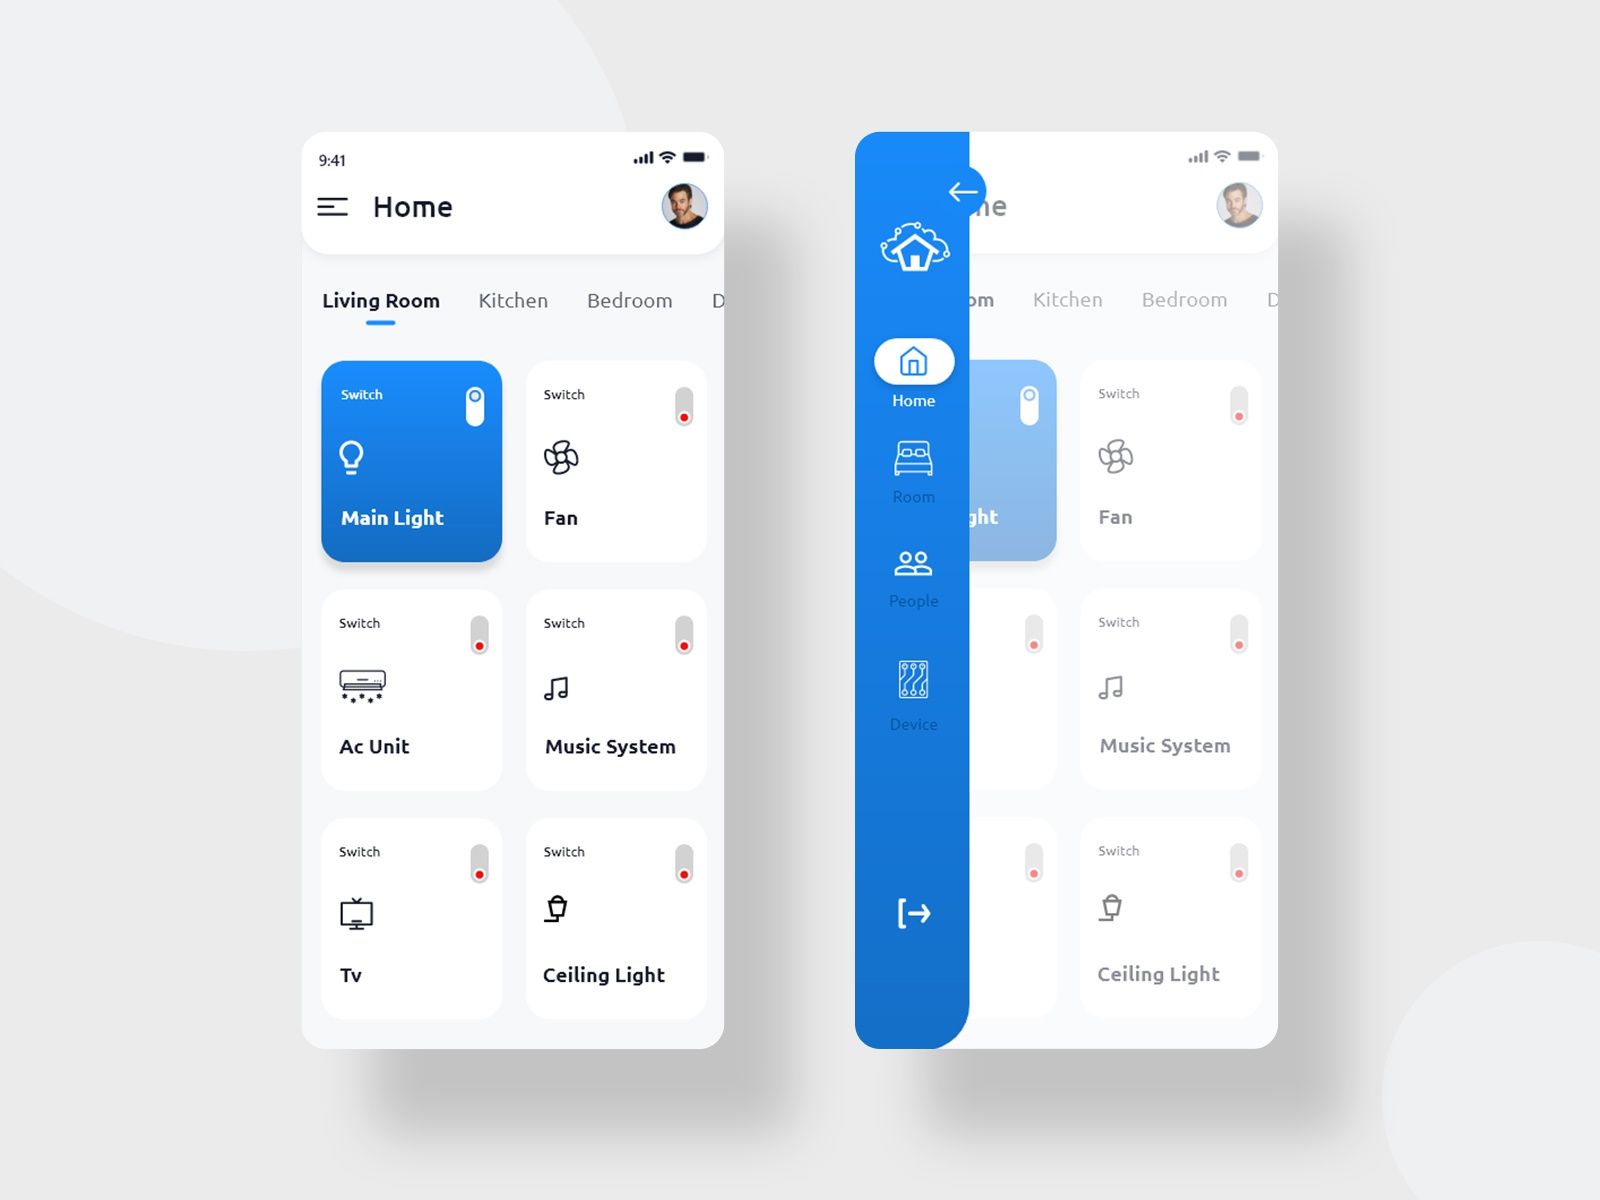 9:41
Home
Living Room Kitchen Bedroom D
Switch Switch
Main Light Fan
Switch Switch
Ac Unit Music System
Switch Switch
Tv Ceiling Light
me
om Kitchen Bedroom D
Home
Room
People
Device
Switch
ght Fan
Switch
Music System
Switch
Ceiling Light